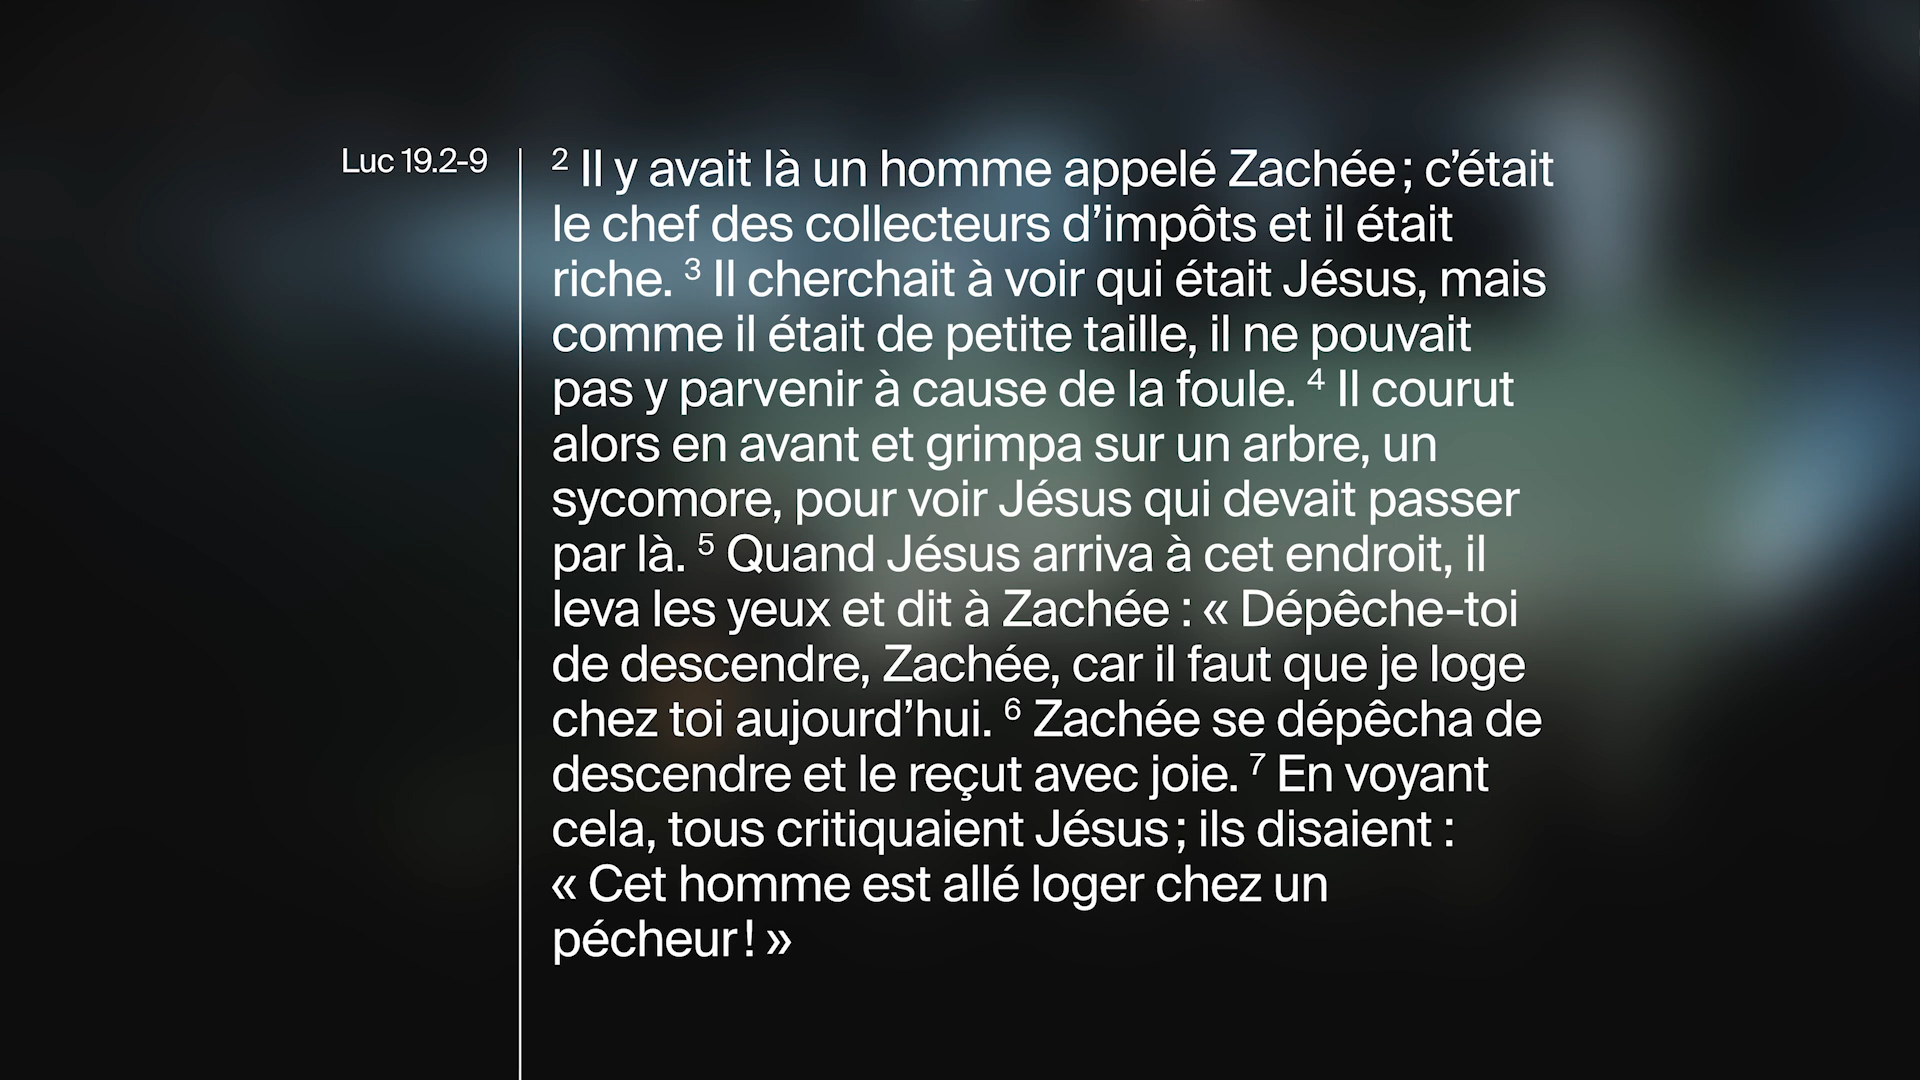 Luc 19.2-9
2 Il y avait là un homme appelé Zachée ; c’était
le chef des collecteurs d’impôts et il était
riche. 3 Il cherchait à voir qui était Jésus, mais
comme il était de petite taille, il ne pouvait
pas y parvenir à cause de la foule. 4 Il courut
alors en avant et grimpa sur un arbre, un
sycomore, pour voir Jésus qui devait passer
par là. 5 Quand Jésus arriva à cet endroit, il
leva les yeux et dit à Zachée : « Dépêche-toi
de descendre, Zachée, car il faut que je loge
chez toi aujourd’hui. 6 Zachée se dépêcha de
descendre et le reçut avec joie. 7 En voyant
cela, tous critiquaient Jésus ; ils disaient :
« Cet homme est allé loger chez un
pécheur ! »